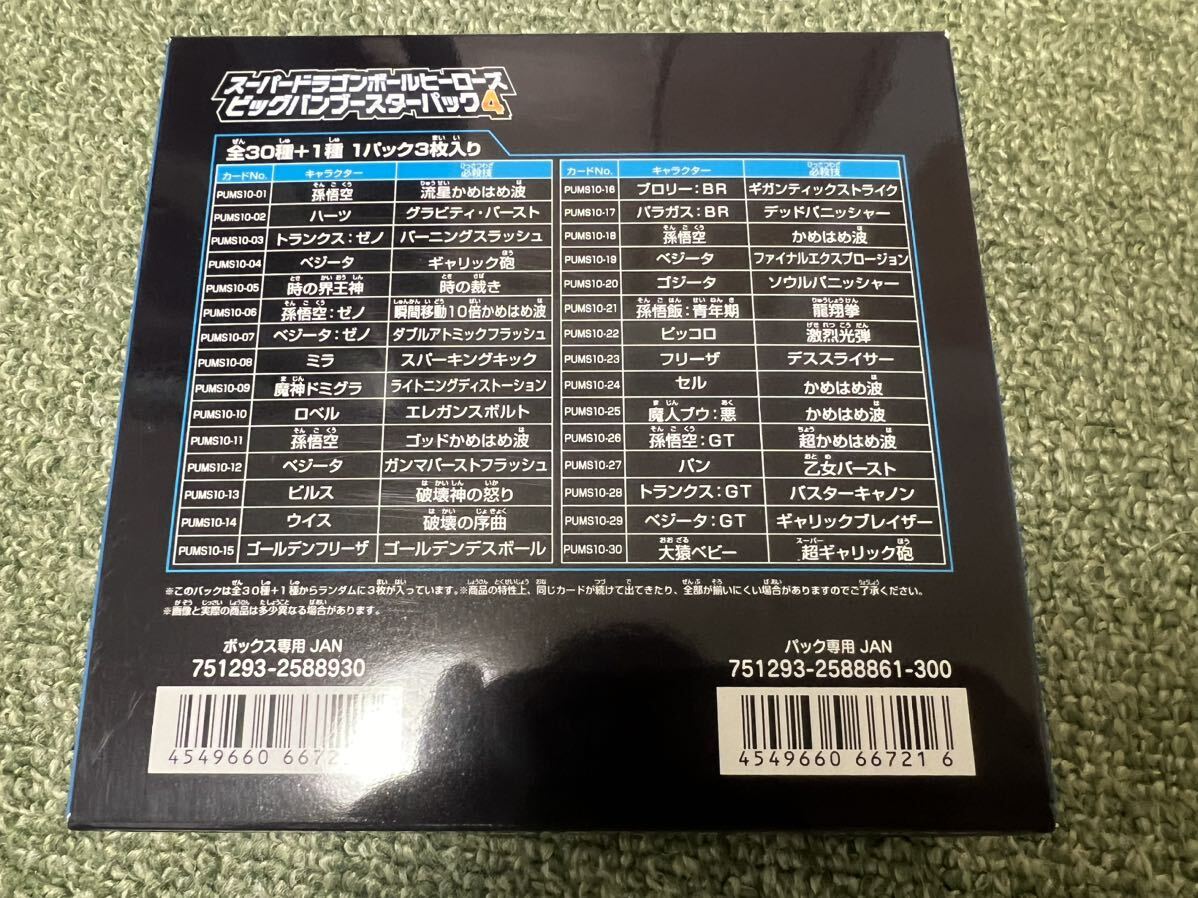 スーパードラゴンボールヒーローズ
ビッグバンブースターパック4
全30種+1種 1パック3枚入り
カードNo. キャラクター 必殺技
PUMS10-01 孫悟空 流星かめはめ波
PUMS10-02 ハーツ グラビティ・バースト
PUMS10-03 トランクス:ゼノ バーニングスラッシュ
PUMS10-04 ベジータ ギャリック砲
PUMS10-05 時の界王神 時の裁き
PUMS10-06 孫悟空:ゼノ 瞬間移動10倍かめはめ波
PUMS10-07 ベジータ:ゼノ ダブルアトミックフラッシュ
PUMS10-08 ミラ スパーキングキック
PUMS10-09 魔神ドミグラ ライトニングディストーション
PUMS10-10 ロベル エレガンスボルト
PUMS10-11 孫悟空 ゴッドかめはめ波
PUMS10-12 ベジータ ガンマバーストフラッシュ
PUMS10-13 ビルス 破壊神の怒り
PUMS10-14 ウイス 破壊の序曲
PUMS10-15 ゴールデンフリーザ ゴールデンデスボール
カードNo. キャラクター 必殺技
PUMS10-16 ブロリー:BR ギガンティックストライク
PUMS10-17 パラガス:BR デッドパニッシャー
PUMS10-18 孫悟空 かめはめ波
PUMS10-19 ベジータ ファイナルエクスプロージョン
PUMS10-20 ゴジータ ソウルパニッシャー
PUMS10-21 孫悟飯:青年期 龍翔拳
PUMS10-22 ピッコロ 激烈光弾
PUMS10-23 フリーザ デススライサー
PUMS10-24 セル かめはめ波
PUMS10-25 魔人ブウ:悪 かめはめ波
PUMS10-26 孫悟空:GT 超かめはめ波
PUMS10-27 パン 乙女バースト
PUMS10-28 トランクス:GT バスターキャノン
PUMS10-29 ベジータ:GT ギャリックブレイザー
PUMS10-30 大猿ベビー 超ギャリック砲
※このパックは全30種+1種からランダムに3枚が入っています。※商品の特性上、同じカードが続けて出てきたり、全部が揃いにくい場合がありますのでご了承ください。
※画像と実際の商品は多少異なる場合があります。
ボックス専用 JAN
751293-2588930
4549660 6672
パック専用 JAN
751293-2588861-300
4549660 667216